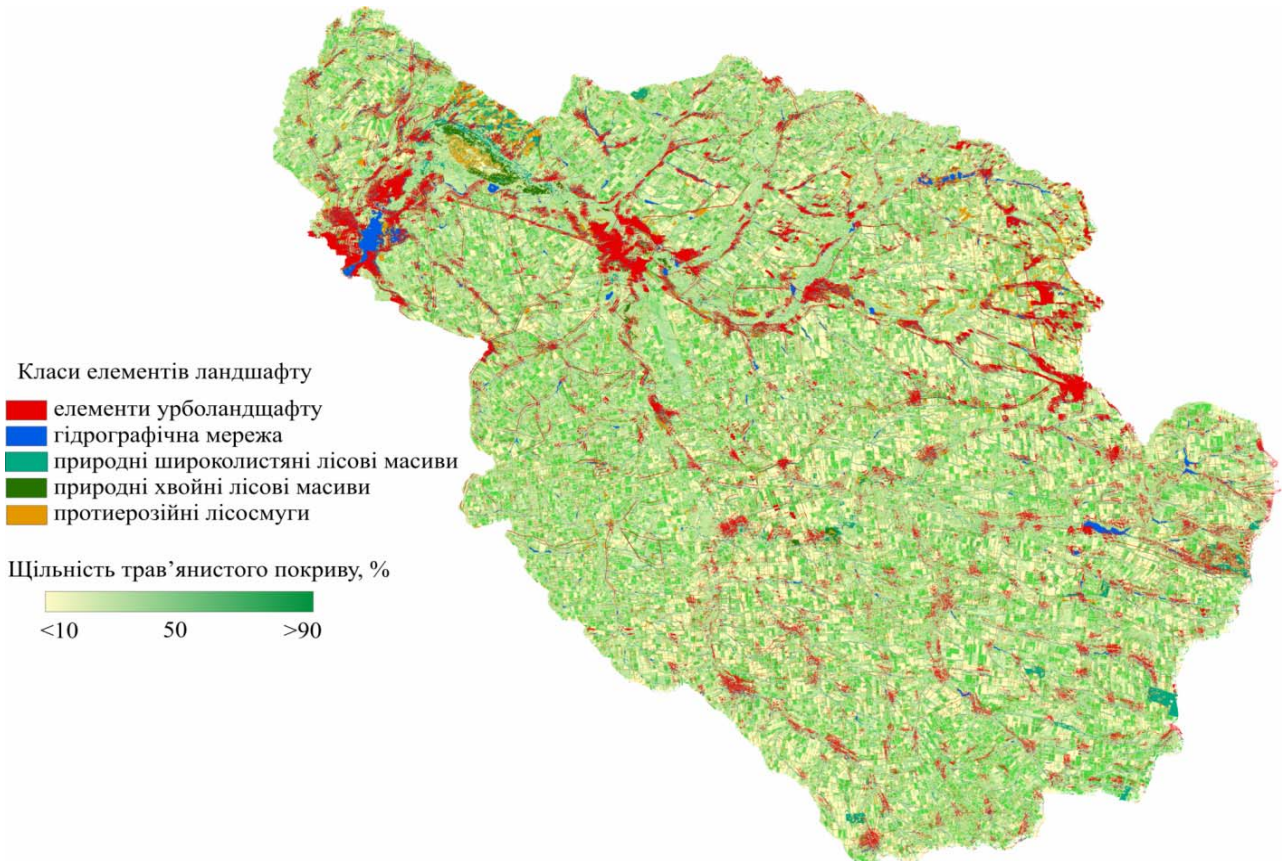 Класи елементів ландшафту
елементи урболандщафту
гідрографічна мережа
природні широколистяні лісові масиви
природні хвойні лісові масиви
протиерозійні лісосмуги
Щільність трав’янистого покриву, %
<10 50 >90